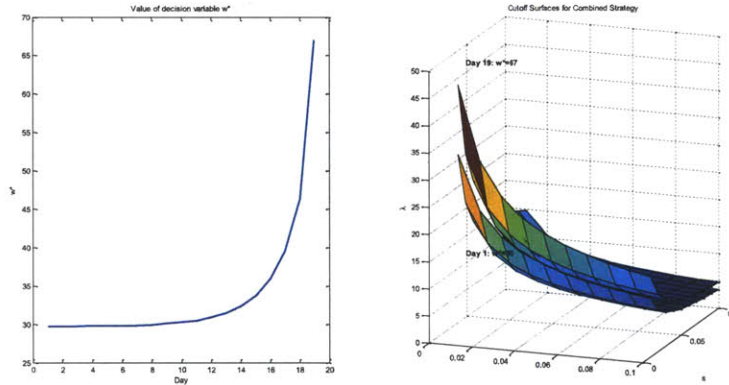 Value of decision variable w*
70
65
60
55
50
45
40
35
30
25
w*
0 2 4 6 8 10 12 14 16 18 20
Day
Cutoff Surfaces for Combined Strategy
Day 19: w*=67
50
45
40
35
30
25
20
15
10
5
0
λ
Day 1:
0 0.02 0.04 0.06 0.08 0.1
0 0.05
s